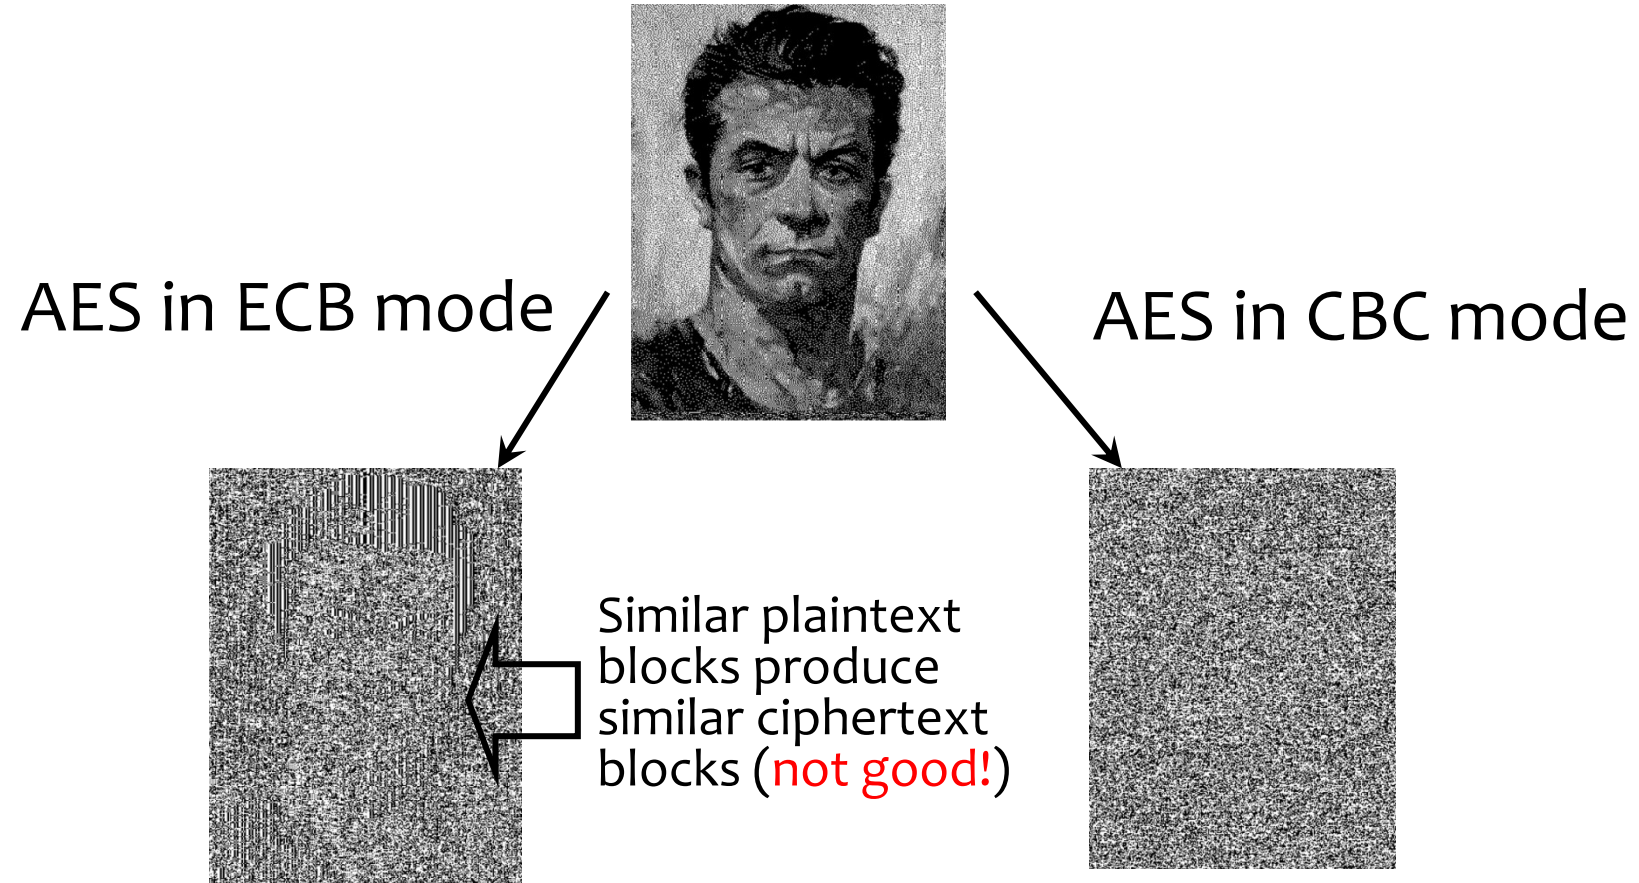 AES in ECB mode
AES in CBC mode
Similar plaintext
blocks produce
similar ciphertext
blocks (not good!)